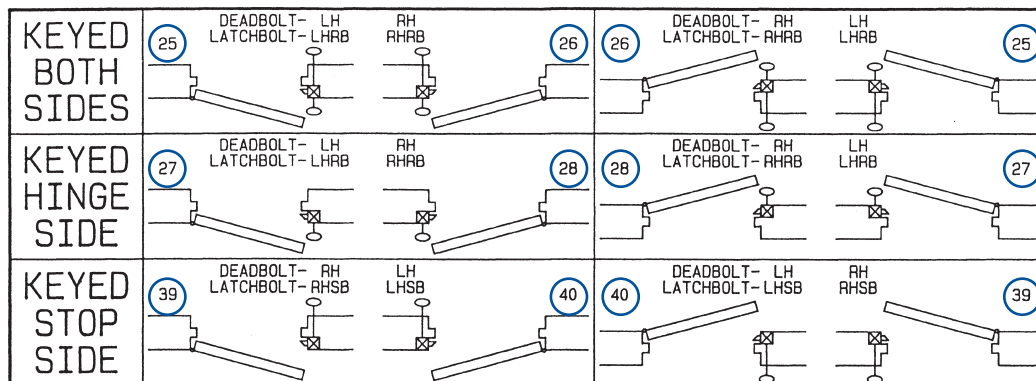 KEYED
BOTH
SIDES
25 DEADBOLT- LH RH 26
LATCHBOLT-LHRB RHRB
26 DEADBOLT- RH LH 25
LATCHBOLT-RHRB LHRB
KEYED
HINGE
SIDE
27 DEADBOLT- LH RH 28
LATCHBOLT-LHRB RHRB
28 DEADBOLT- RH LH 27
LATCHBOLT-RHRB LHRB
KEYED
STOP
SIDE
39 DEADBOLT- RH LH 40
LATCHBOLT-RHSB LHSB
40 DEADBOLT- LH RH 39
LATCHBOLT-LHSB RHSB